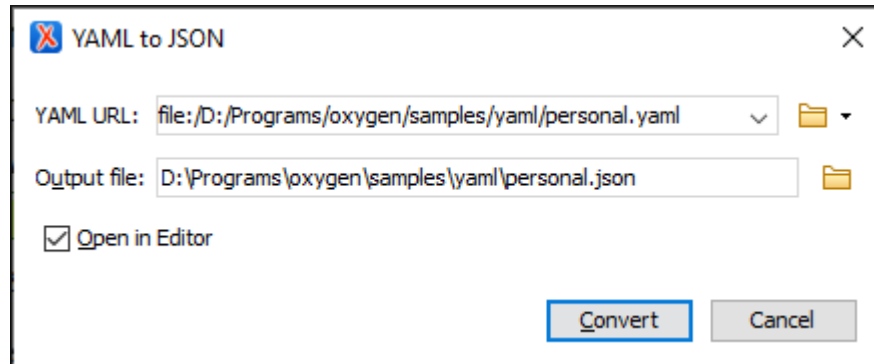 YAML to JSON
YAML URL: file:/D:/Programs/oxygen/samples/yaml/personal.yaml
Output file: D:\Programs\oxygen\samples\yaml\personal.json
Open in Editor
Convert Cancel